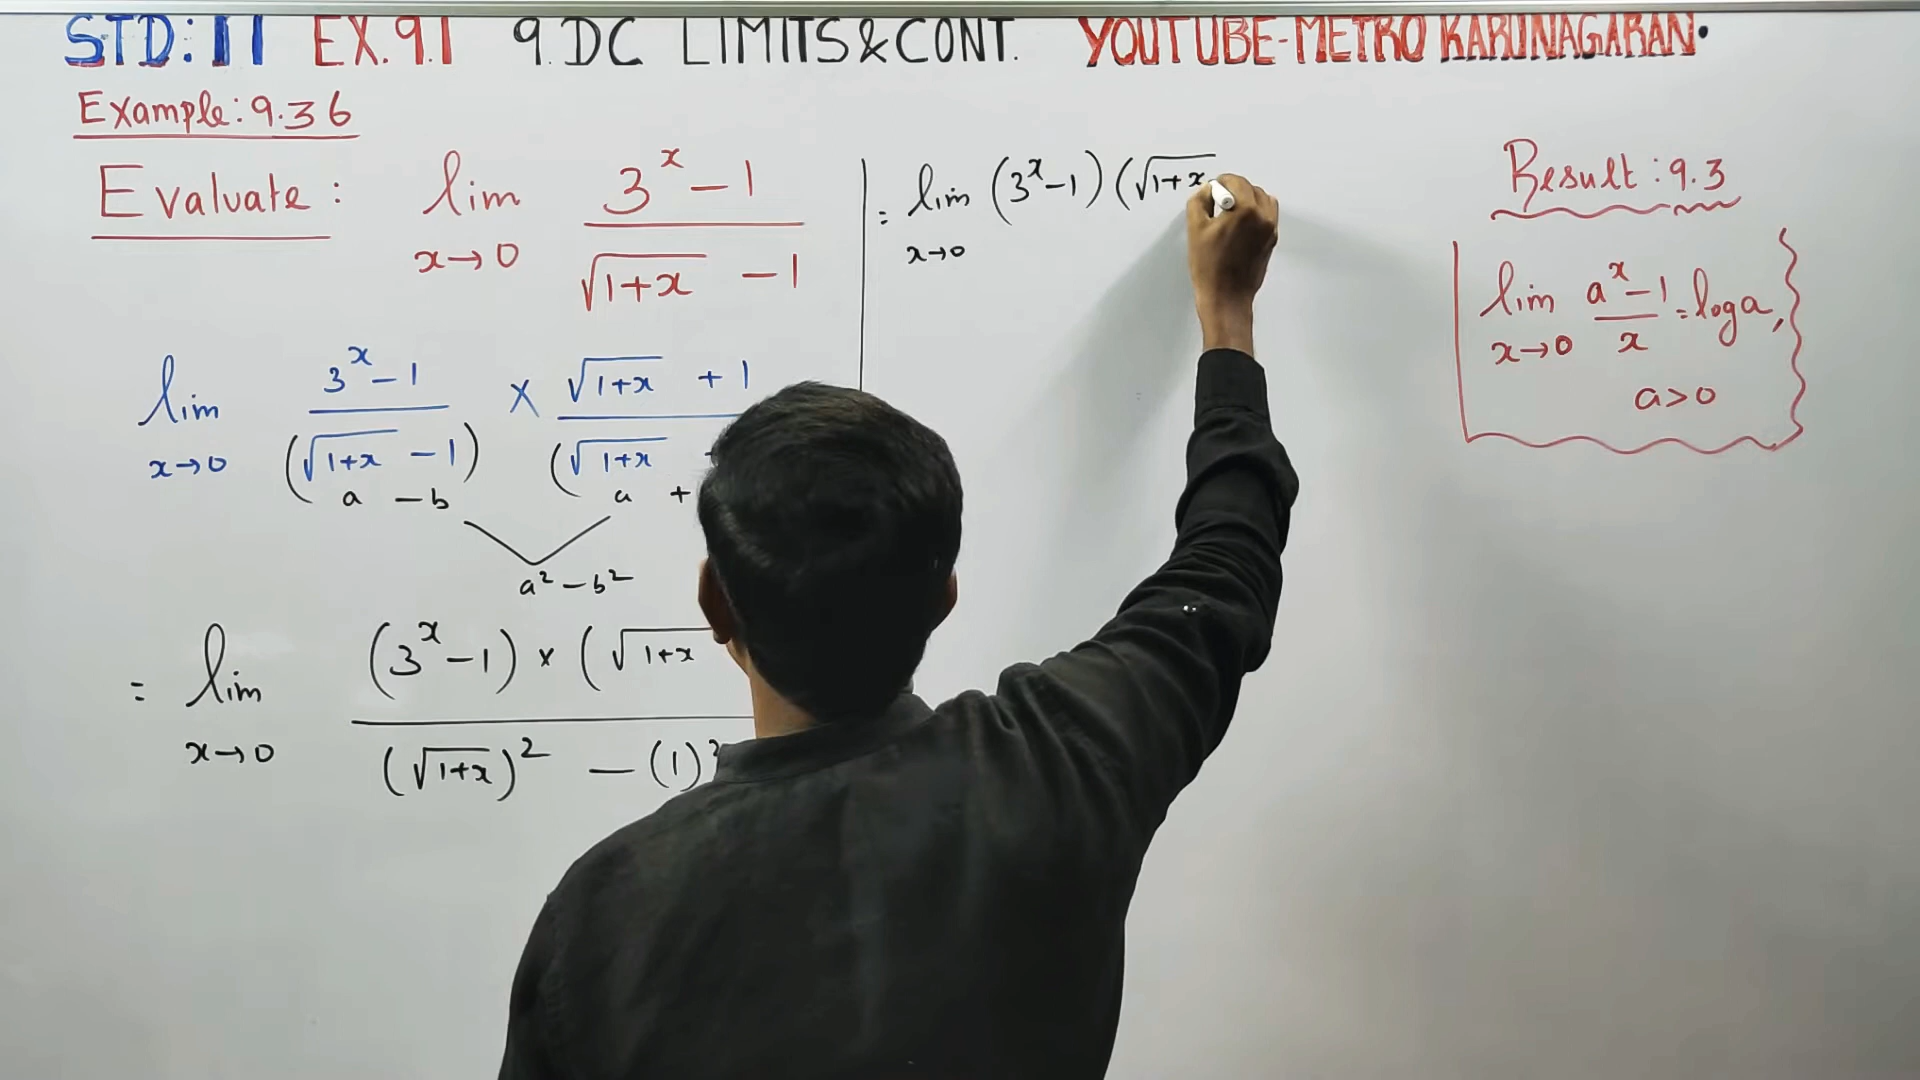 STD: 11 EX.9.1 9.DC LIMITS & CONT. YOUTUBE-METRO KARUNAGARAN.
Example: 9.36
Evaluate : lim x→0 (3^x - 1) / (√(1+x) - 1)
lim x→0 (3^x - 1) / (√(1+x) - 1) × (√(1+x) + 1) / (√(1+x)
a - b a +
a² - b²
= lim x→0 (3^x - 1) × (√(1+x) / (√(1+x))² - (1)²
= lim x→0 (3^x - 1) (√(1+x)
Result : 9.3
lim x→0 (a^x - 1) / x = log a,
a > 0